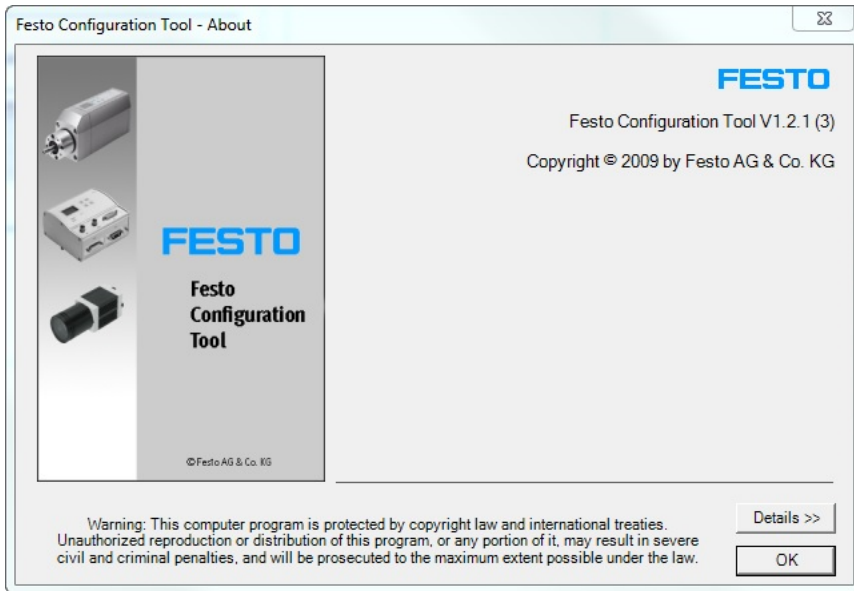 Festo Configuration Tool - About
FESTO
Festo
Configuration
Tool
© Festo AG & Co. KG
FESTO
Festo Configuration Tool V1.2.1 (3)
Copyright © 2009 by Festo AG & Co. KG
Warning: This computer program is protected by copyright law and international treaties.
Unauthorized reproduction or distribution of this program, or any portion of it, may result in severe
civil and criminal penalties, and will be prosecuted to the maximum extent possible under the law.
Details >>
OK